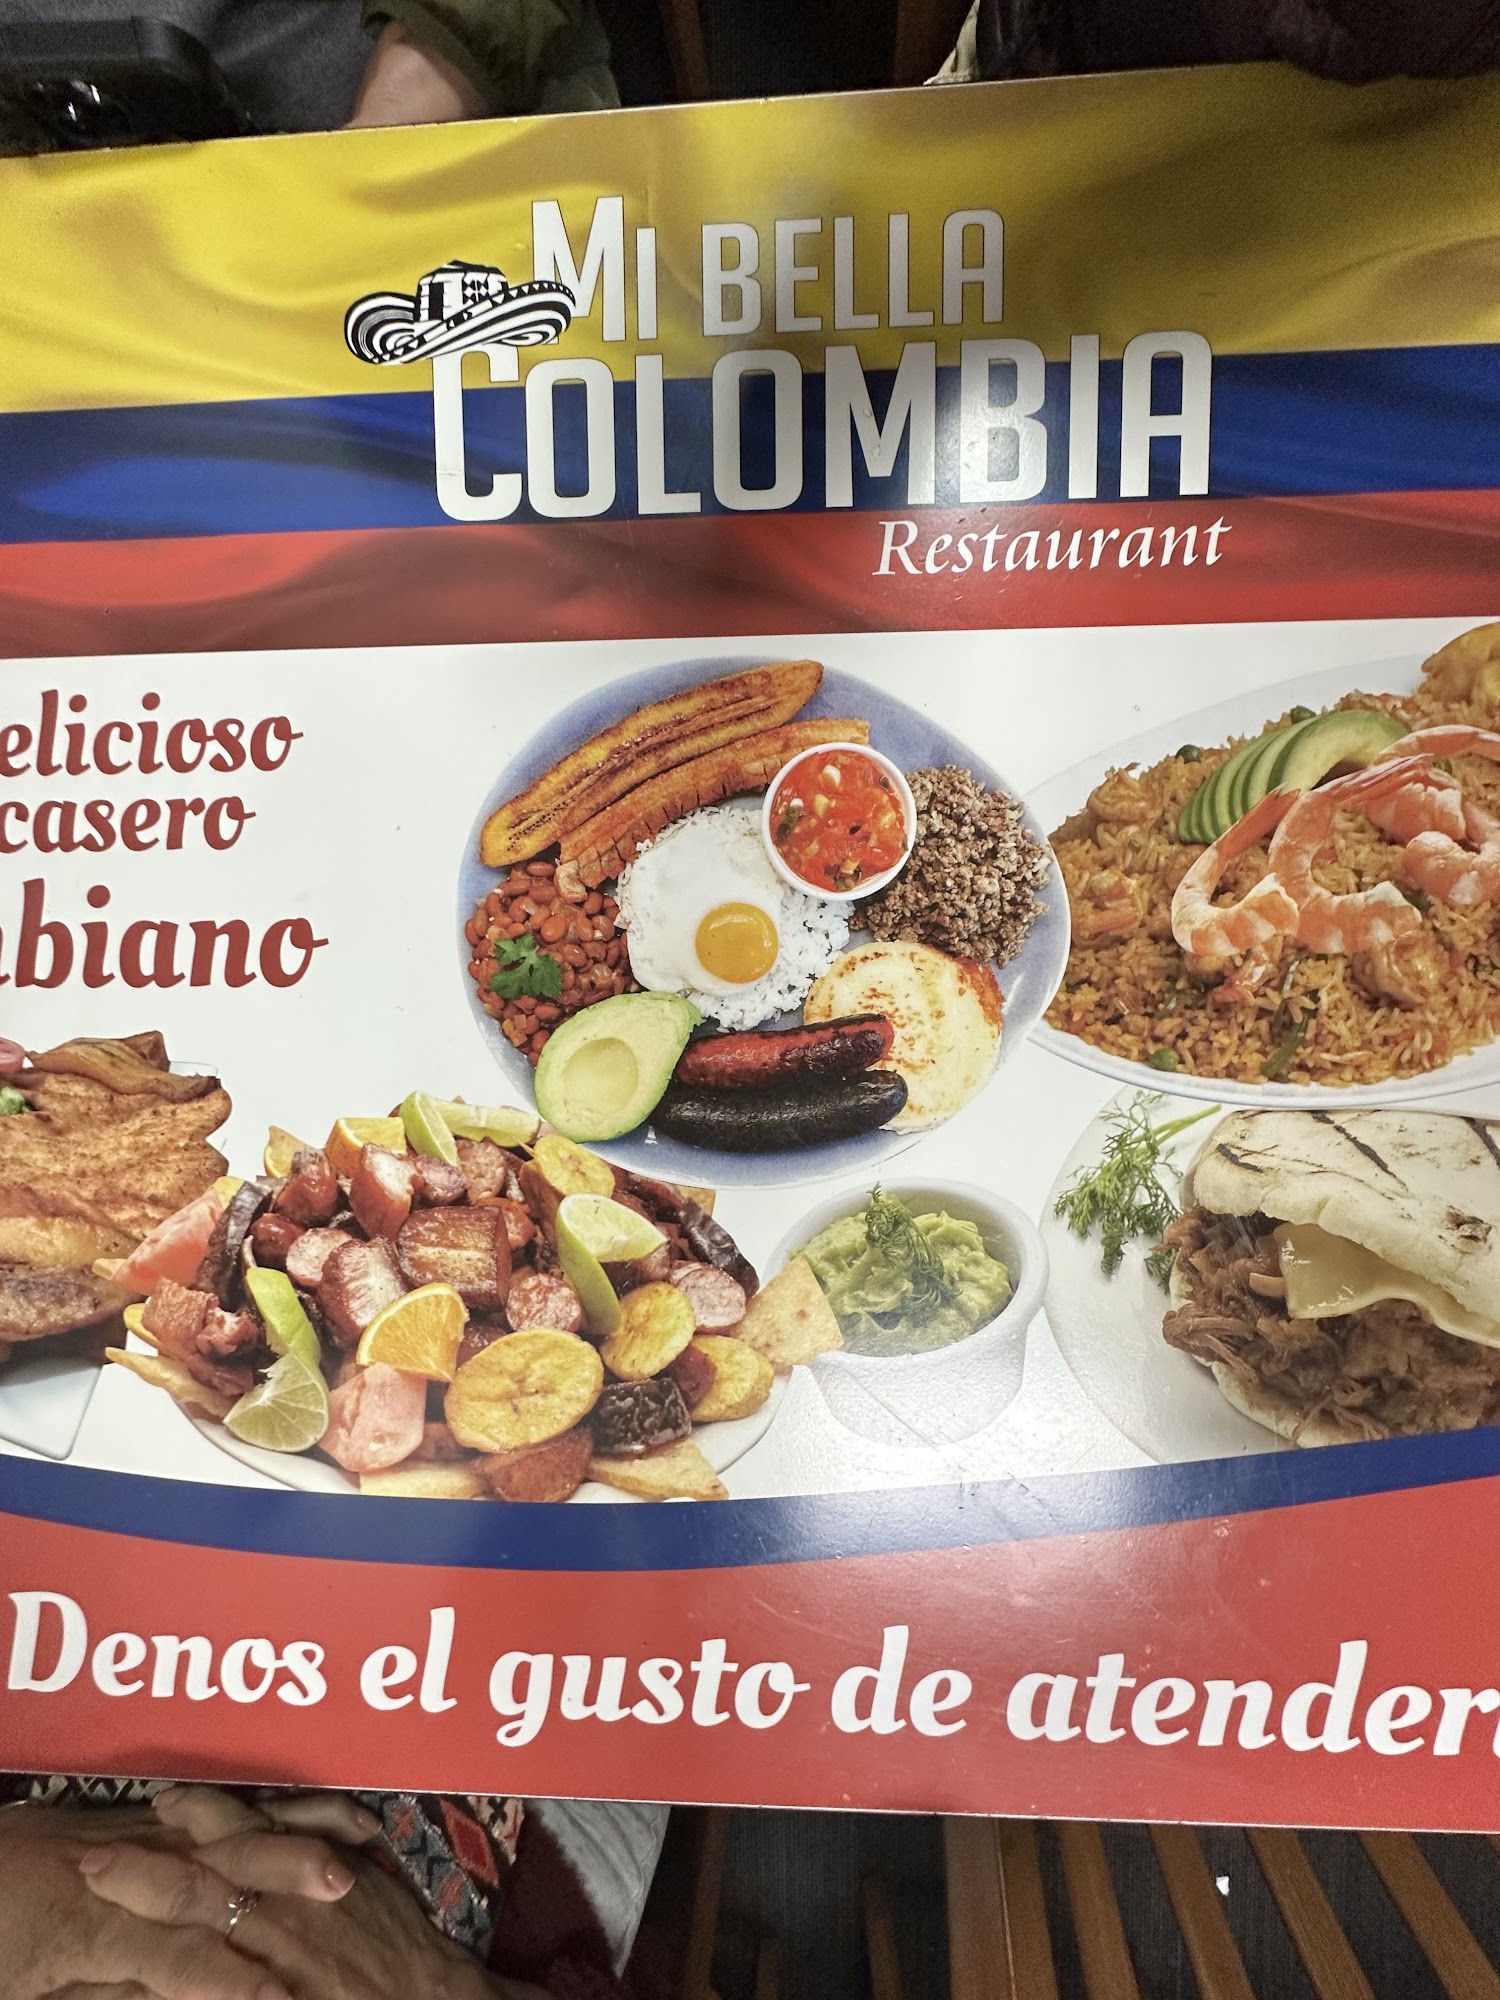 MI BELLA
COLOMBIA
Restaurant
elicioso
casero
biano
Denos el gusto de atender